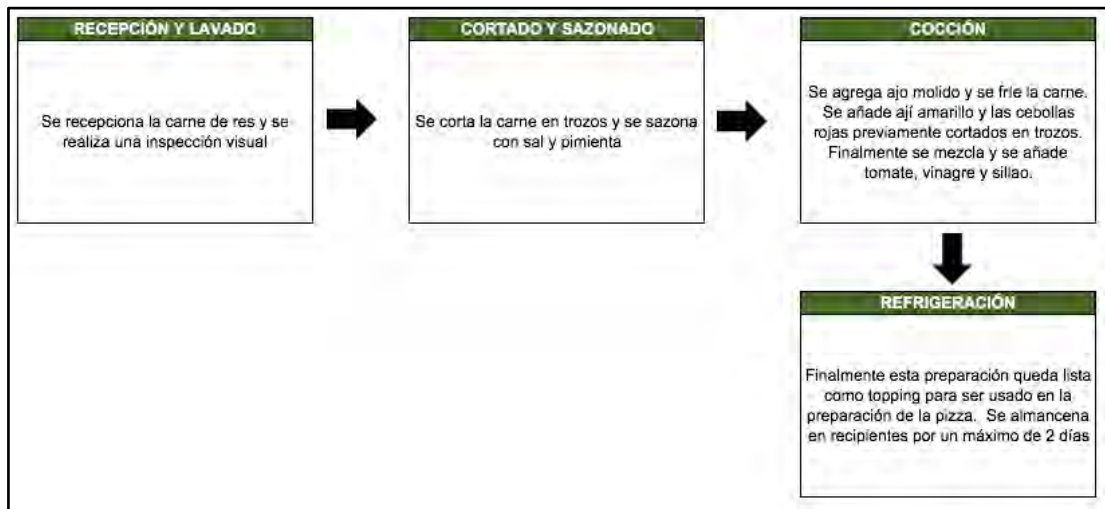 RECEPCIÓN Y LAVADO
Se recepciona la carne de res y se
realiza una inspección visual
CORTADO Y SAZONADO
Se corta la carne en trozos y se sazona
con sal y pimienta
COCCIÓN
Se agrega ajo molido y se fríe la carne.
Se añade ají amarillo y las cebollas
rojas previamente cortados en trozos.
Finalmente se mezcla y se añade
tomate, vinagre y sillao.
REFRIGERACIÓN
Finalmente esta preparación queda lista
como topping para ser usado en la
preparación de la pizza. Se almancena
en recipientes por un máximo de 2 días